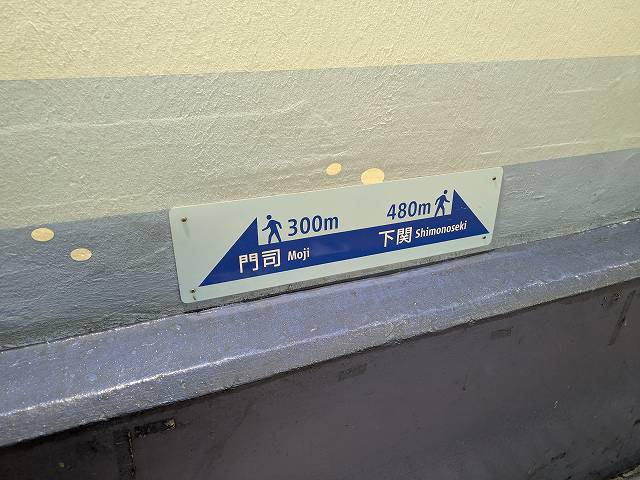 300m
門司 Moji
480m
下関 Shimonoseki